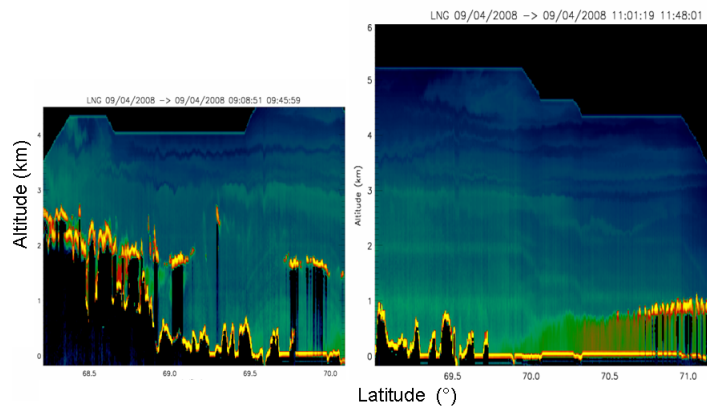 LNG 09/04/2008 -> 09/04/2008 11:01:19 11:48:01
LNG 09/04/2008 -> 09/04/2008 09:08:51 09:45:59
Altitude (km)
4
3
2
1
0
68.5 69.0 69.5 70.0
Altitude (km)
6
5
4
3
2
1
0
69.5 70.0 70.5 71.0
Latitude (°)